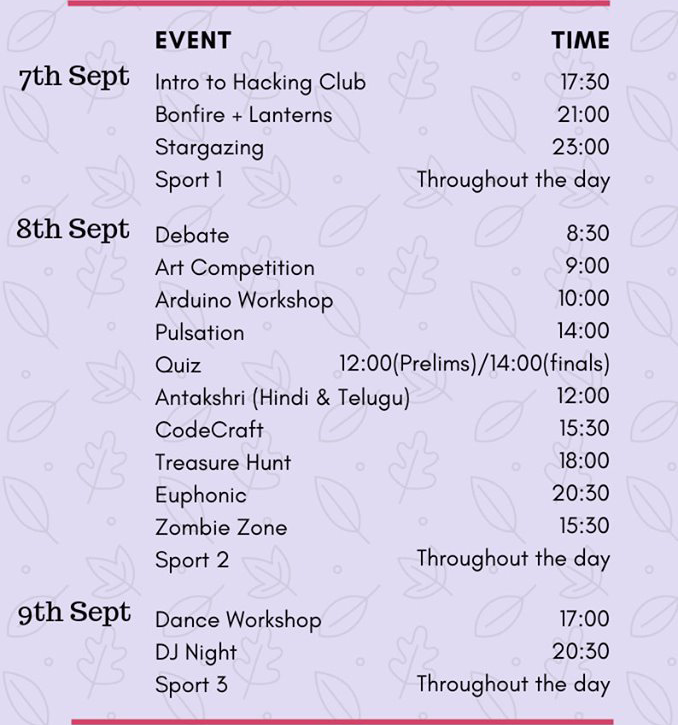 EVENT TIME
7th Sept Intro to Hacking Club 17:30
Bonfire + Lanterns 21:00
Stargazing 23:00
Sport 1 Throughout the day
8th Sept Debate 8:30
Art Competition 9:00
Arduino Workshop 10:00
Pulsation 14:00
Quiz 12:00(Prelims)/14:00(finals)
Antakshri (Hindi & Telugu) 12:00
CodeCraft 15:30
Treasure Hunt 18:00
Euphonic 20:30
Zombie Zone 15:30
Sport 2 Throughout the day
9th Sept Dance Workshop 17:00
DJ Night 20:30
Sport 3 Throughout the day